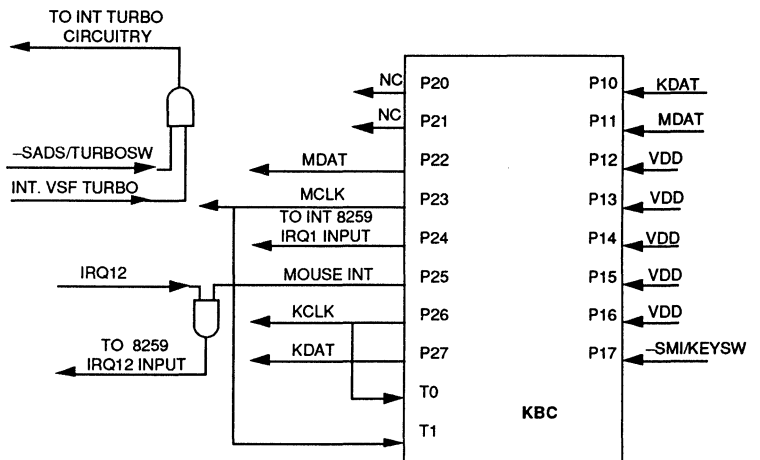 TO INT TURBO
CIRCUITRY
–SADS/TURBOSW
INT. VSF TURBO
NC P20 P10 KDAT
NC P21 P11 MDAT
MDAT P22 P12 VDD
MCLK P23 P13 VDD
TO INT 8259
IRQ1 INPUT P24 P14 VDD
IRQ12 MOUSE INT P25 P15 VDD
KCLK P26 P16 VDD
TO 8259
IRQ12 INPUT
KDAT P27 P17 –SMI/KEYSW
T0
KBC
T1